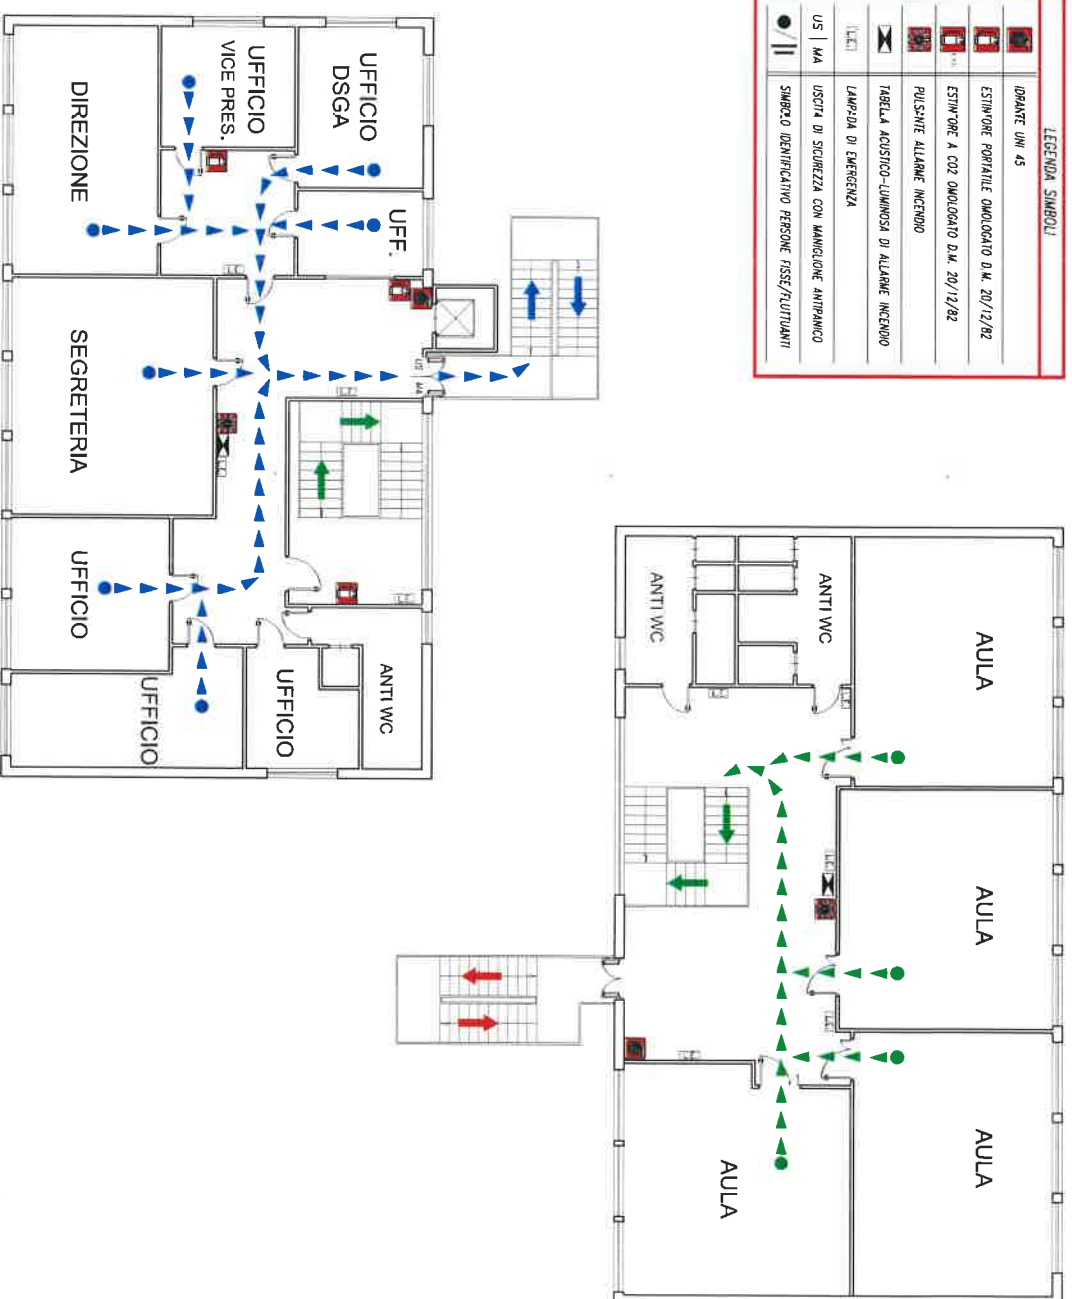 LEGENDA SIMBOLI
IDRANTE UNI 45
ESTINTORE PORTATILE OMOLOGATO D.M. 20/12/82
ESTINTORE A CO2 OMOLOGATO D.M. 20/12/82
PULSANTE ALLARME INCENDIO
TABELLA ACUSTICO-LUMINOSA DI ALLARME INCENDIO
L.E. LAMPADA DI EMERGENZA
US | MA USCITA DI SICUREZZA CON MANIGLIONE ANTIPANICO
SIMBOLO IDENTIFICATIVO PERSONE FISSE/FLUTTUANTI
AULA
AULA
AULA
ANTI WC
ANTI WC
L.E.
L.E.
L.E.
L.E.
L.E.
AULA
UFFICIO
DSGA
UFF.
UFFICIO
VICE PRES.
L.E.
US MA
L.E.
L.E.
L.E.
ANTI WC
UFFICIO
DIREZIONE
SEGRETERIA
UFFICIO
UFFICIO